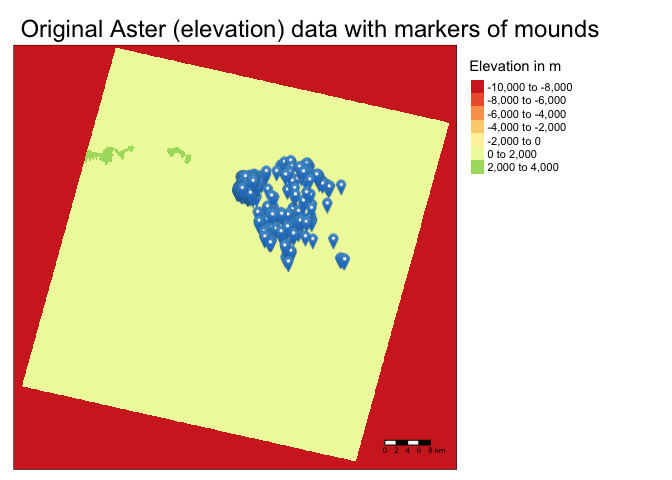 Original Aster (elevation) data with markers of mounds
Elevation in m
-10,000 to -8,000
-8,000 to -6,000
-6,000 to -4,000
-4,000 to -2,000
-2,000 to 0
0 to 2,000
2,000 to 4,000
0 2 4 6 8 km